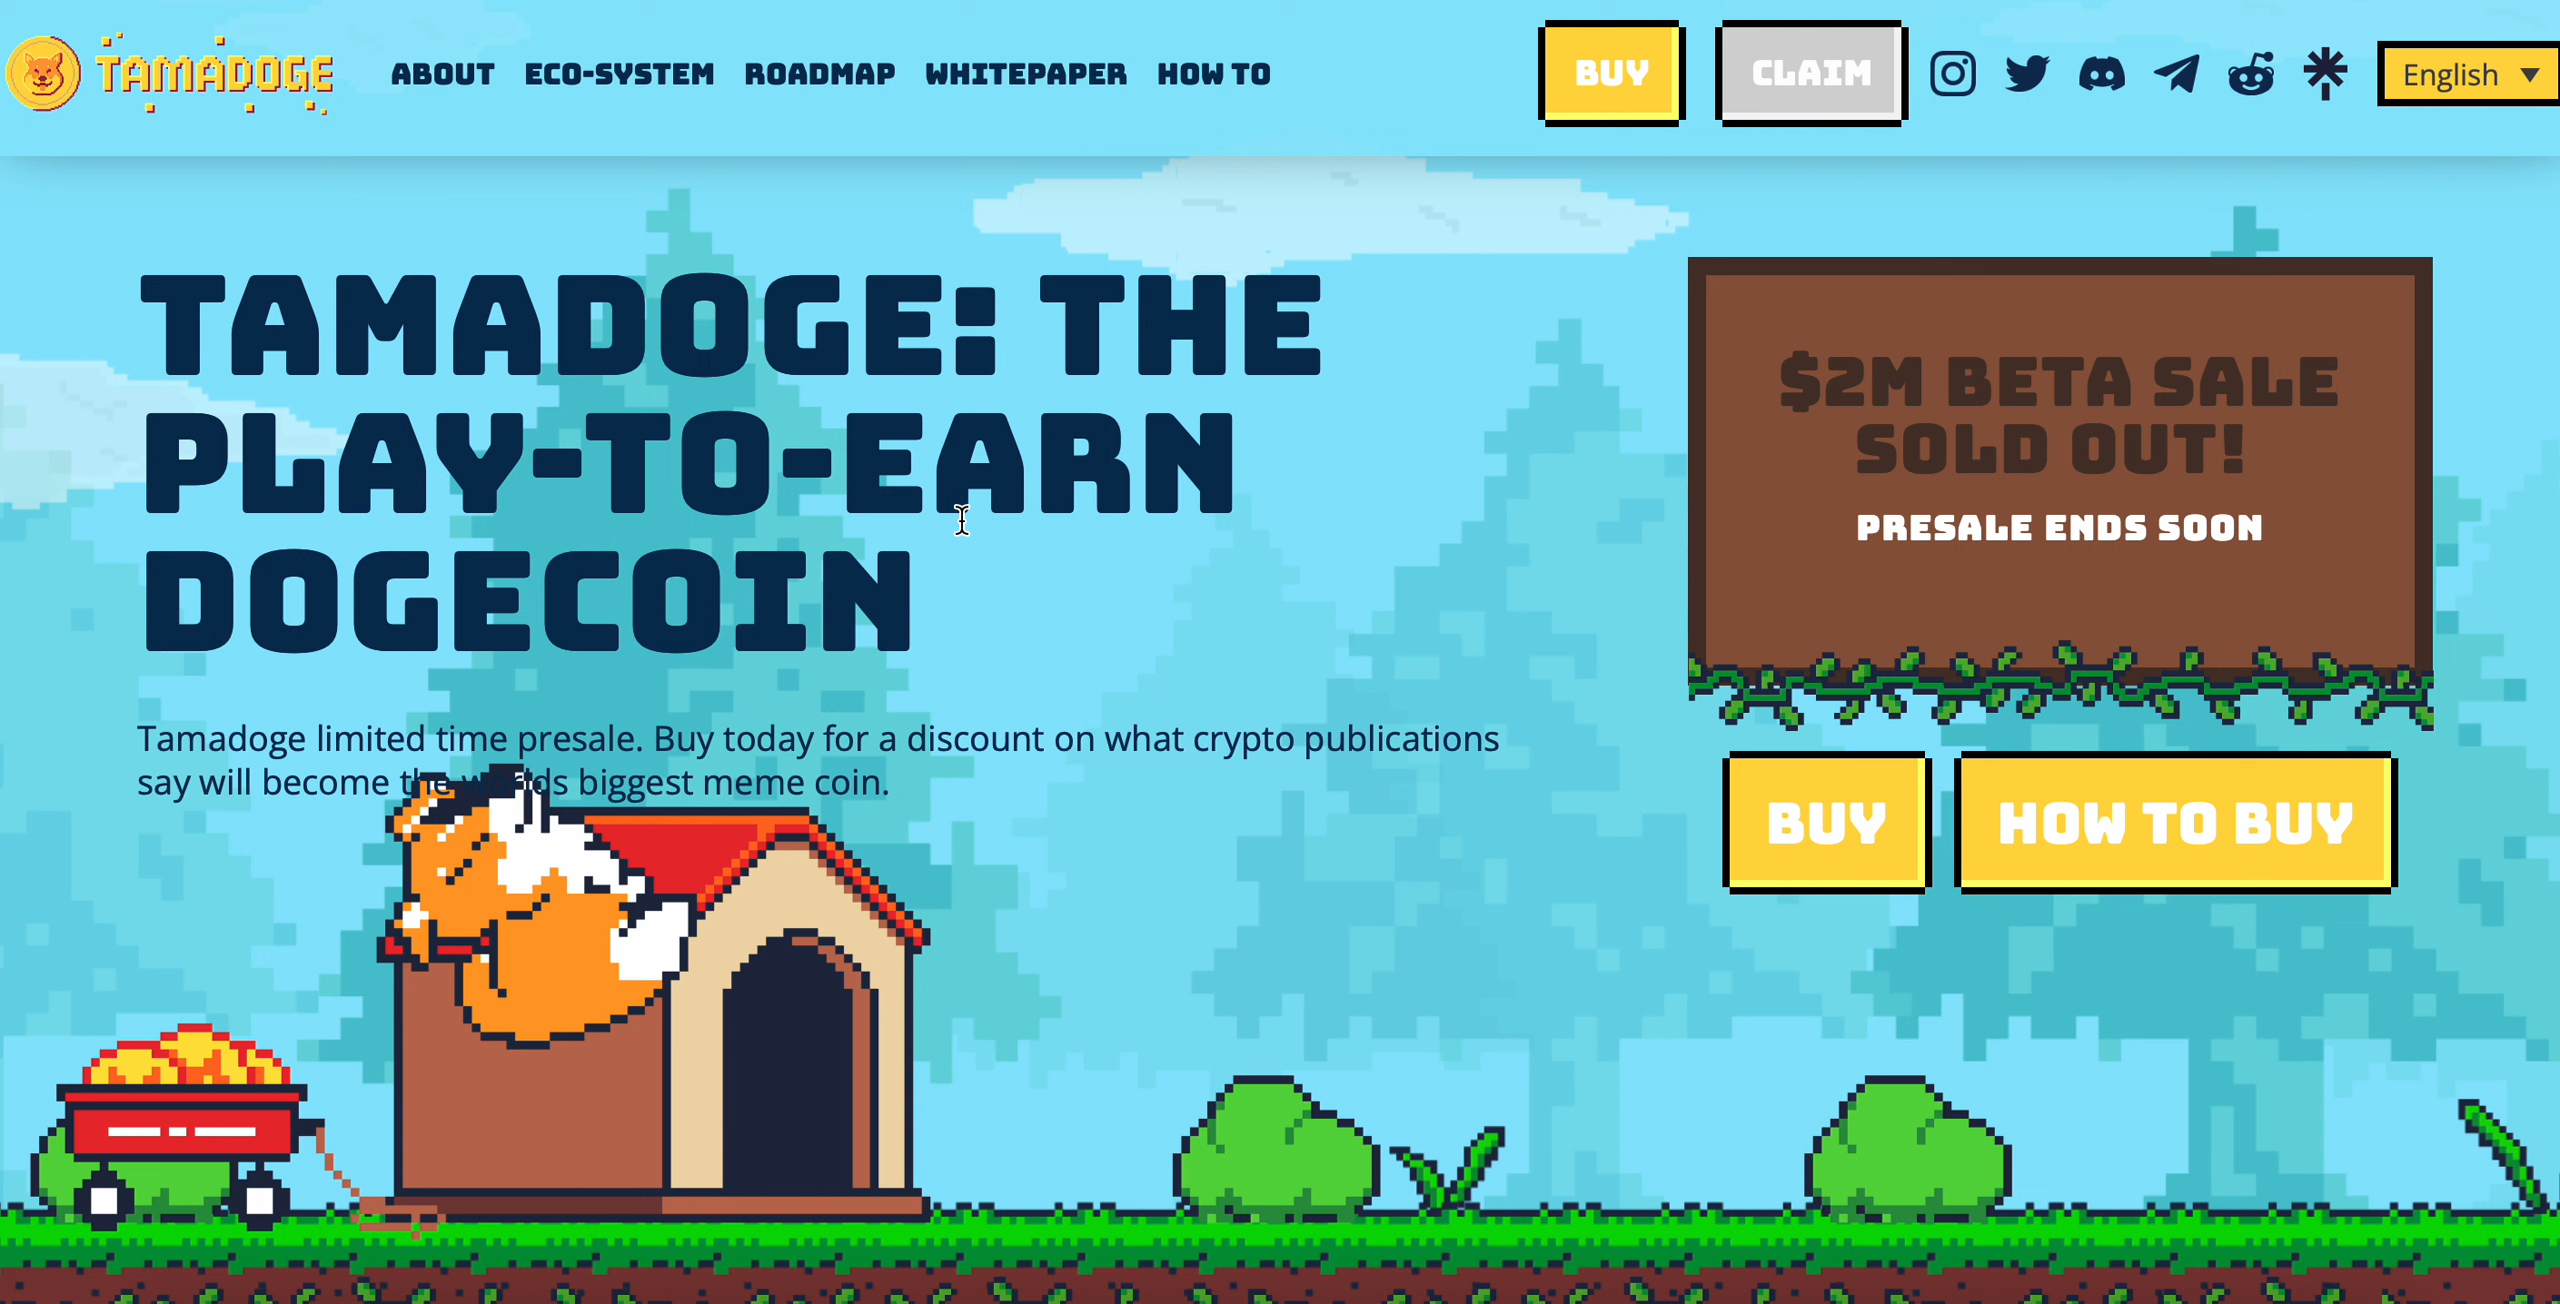 TAMADOGE
ABOUT ECO-SYSTEM ROADMAP WHITEPAPER HOW TO
BUY CLAIM English
TAMADOGE: THE
PLAY-TO-EARN
DOGECOIN
Tamadoge limited time presale. Buy today for a discount on what crypto publications
say will become the worlds biggest meme coin.
$2M BETA SALE
SOLD OUT!
PRESALE ENDS SOON
BUY HOW TO BUY